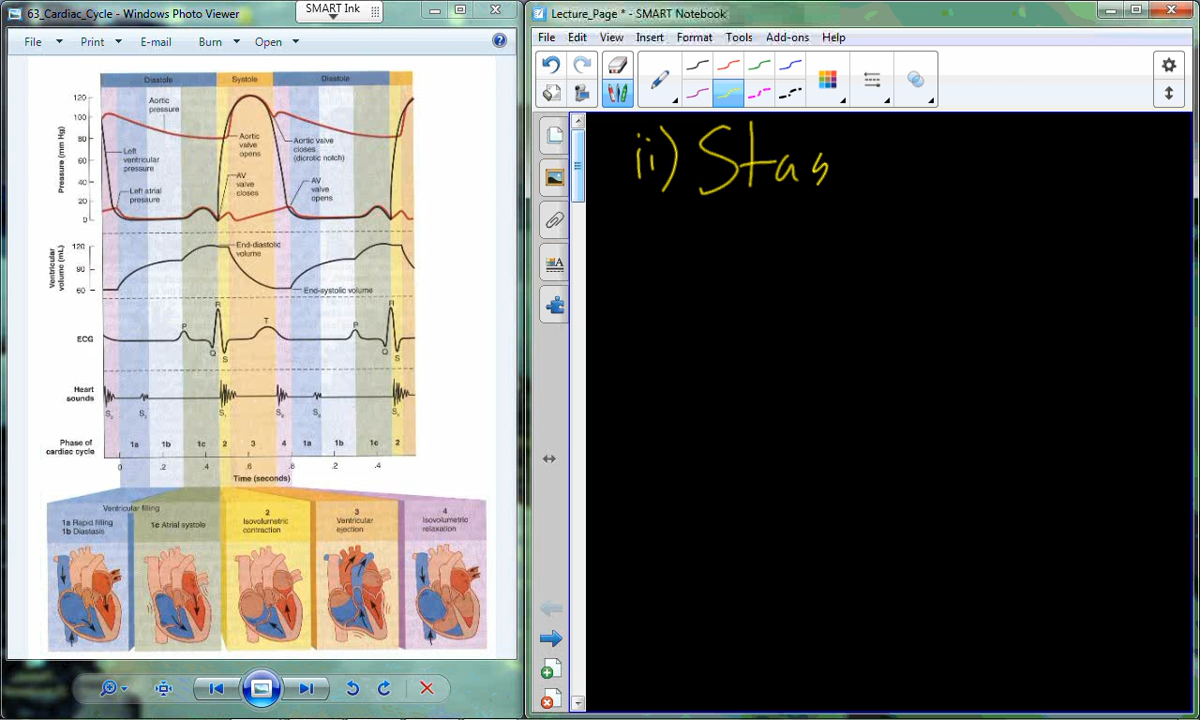 63_Cardiac_Cycle - Windows Photo Viewer
SMART Ink
File Print E-mail Burn Open
Diastole Systole Diastole
Pressure (mm Hg)
120
100
80
60
40
20
0
Aortic
pressure
Left
ventricular
pressure
Left atrial
pressure
Aortic
valve
opens
AV
valve
closes
Aortic valve
closes
(dicrotic notch)
AV
valve
opens
Ventricular
volume (mL)
120
90
60
End-diastolic
volume
End-systolic volume
ECG
P Q R S T P Q R S
Heart
sounds
Phase of
cardiac cycle
1a 1b 1c 2 3 4 1a 1b 1c 2
0 .2 .4 .6 .8 .2 .4
Time (seconds)
Ventricular filling
1a Rapid filling
1b Diastasis
1c Atrial systole
2
Isovolumetric
contraction
3
Ventricular
ejection
4
Isovolumetric
relaxation
Lecture_Page * - SMART Notebook
File Edit View Insert Format Tools Add-ons Help
ii) Stas